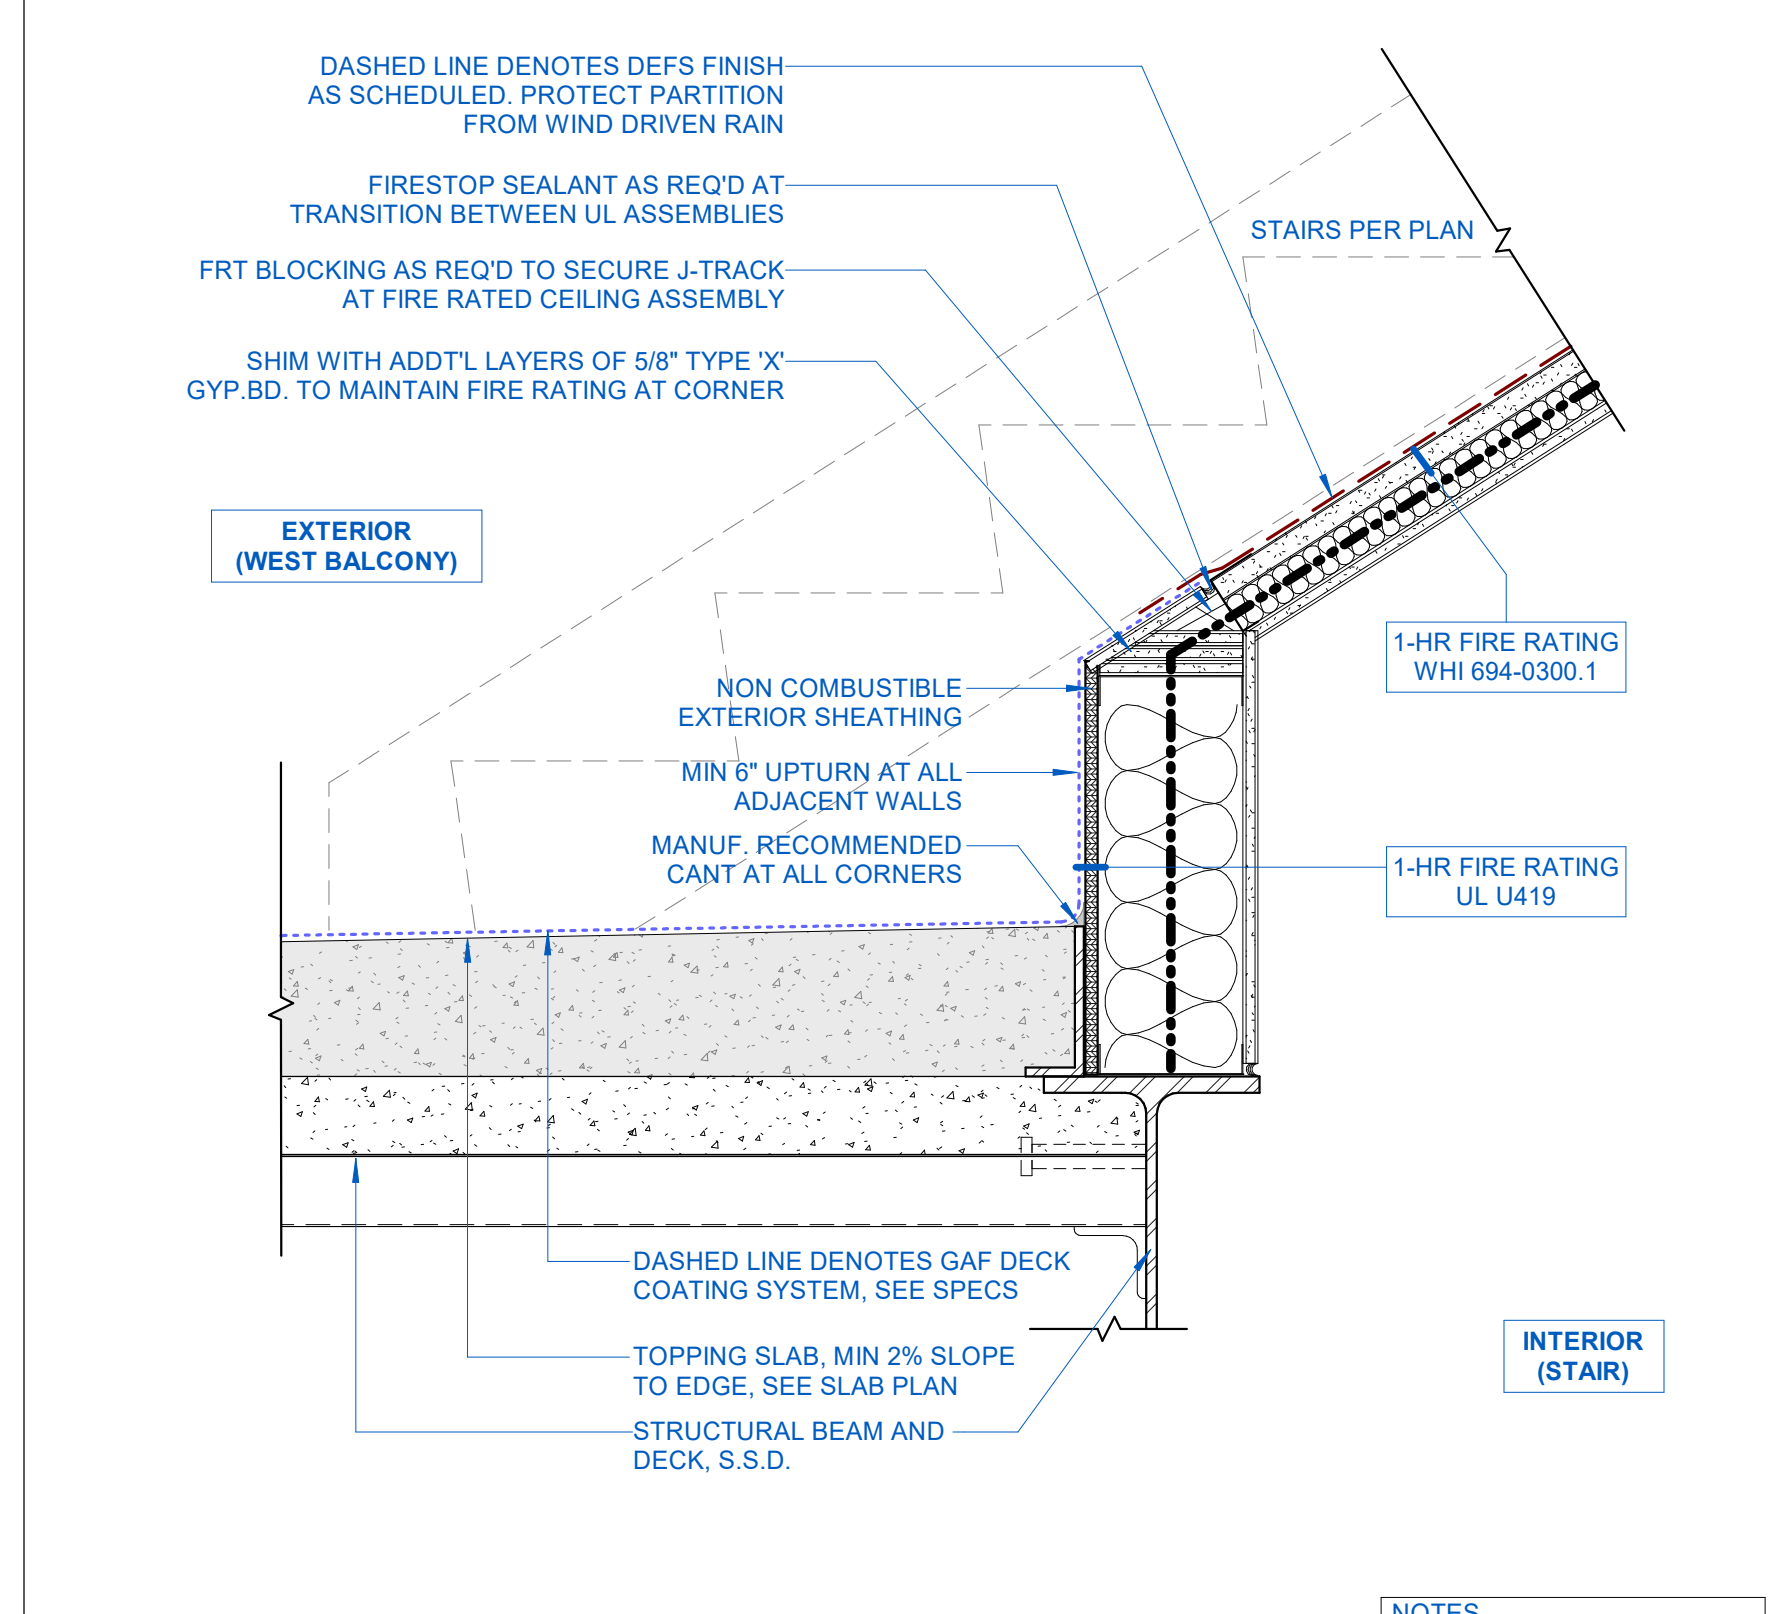 DASHED LINE DENOTES DEFS FINISH
AS SCHEDULED. PROTECT PARTITION
FROM WIND DRIVEN RAIN
FIRESTOP SEALANT AS REQ'D AT
TRANSITION BETWEEN UL ASSEMBLIES
STAIRS PER PLAN
FRT BLOCKING AS REQ'D TO SECURE J-TRACK
AT FIRE RATED CEILING ASSEMBLY
SHIM WITH ADDT'L LAYERS OF 5/8" TYPE 'X'
GYP.BD. TO MAINTAIN FIRE RATING AT CORNER
EXTERIOR
(WEST BALCONY)
1-HR FIRE RATING
WHI 694-0300.1
NON COMBUSTIBLE
EXTERIOR SHEATHING
MIN 6" UPTURN AT ALL
ADJACENT WALLS
MANUF. RECOMMENDED
CANT AT ALL CORNERS
1-HR FIRE RATING
UL U419
DASHED LINE DENOTES GAF DECK
COATING SYSTEM, SEE SPECS
TOPPING SLAB, MIN 2% SLOPE
TO EDGE, SEE SLAB PLAN
STRUCTURAL BEAM AND
DECK, S.S.D.
INTERIOR
(STAIR)
NOTES